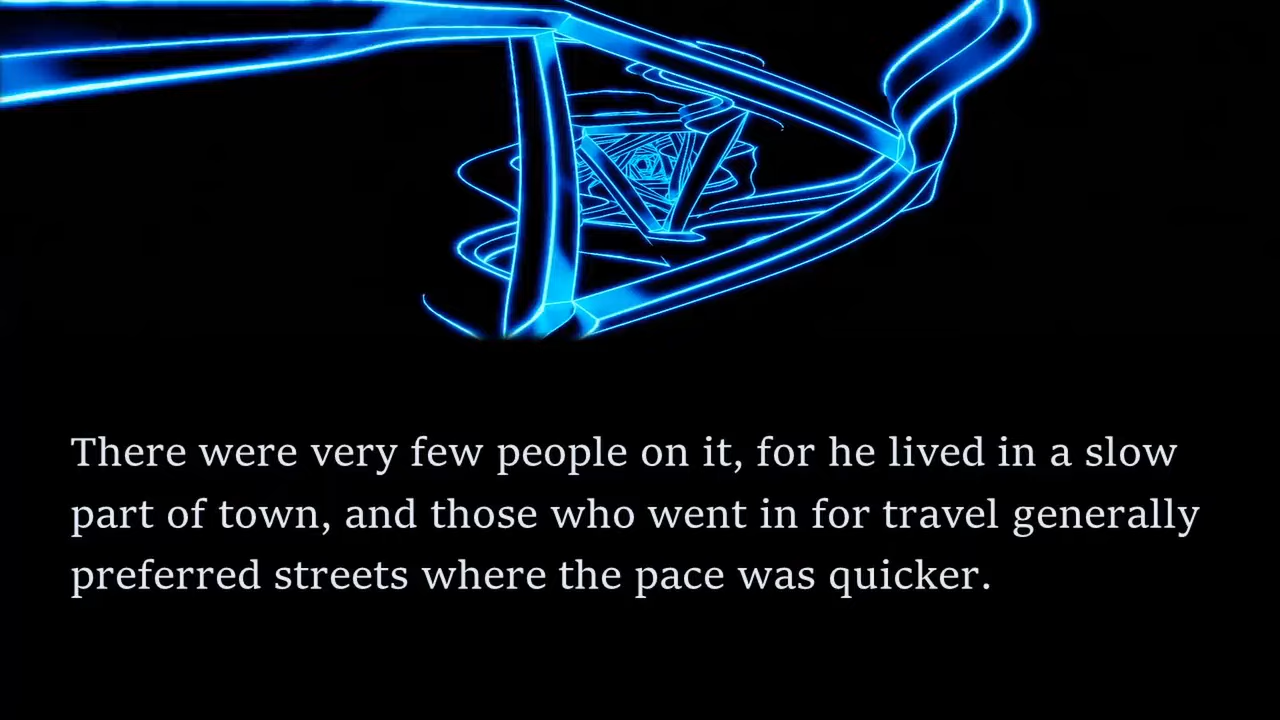 There were very few people on it, for he lived in a slow
part of town, and those who went in for travel generally
preferred streets where the pace was quicker.